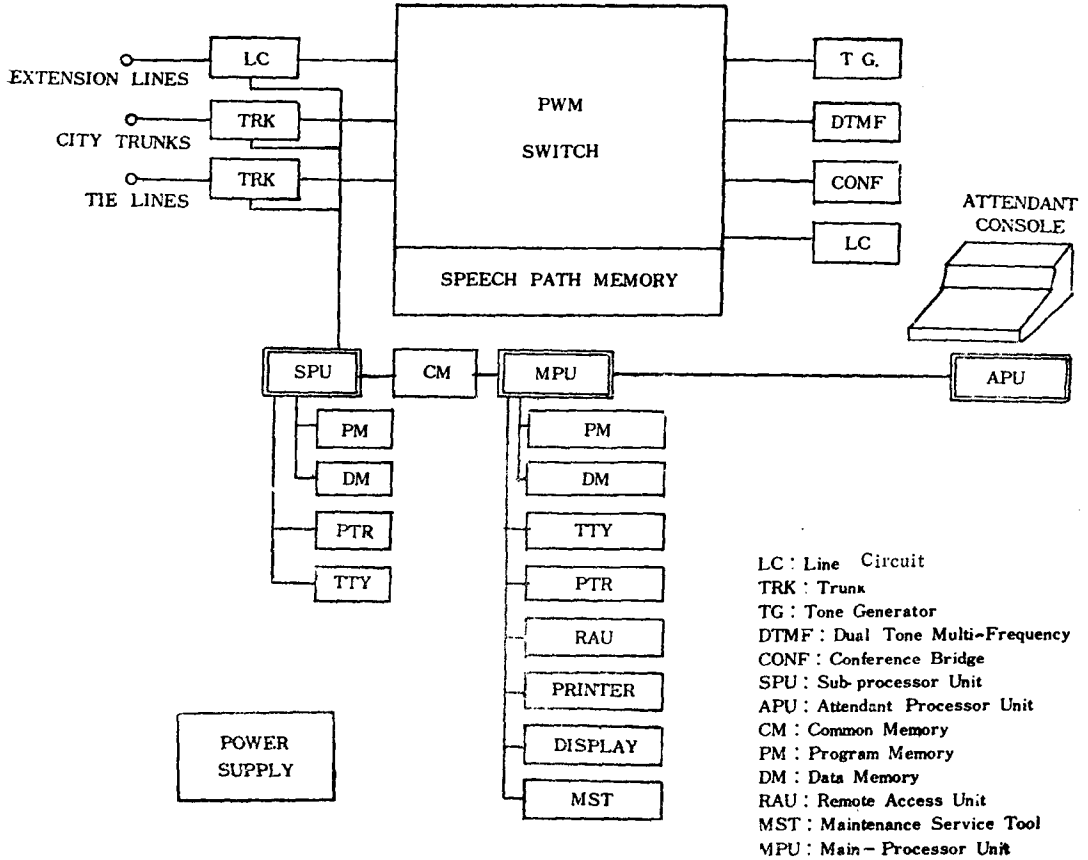 EXTENSION LINES
LC
CITY TRUNKS
TRK
TIE LINES
TRK
PWM
SWITCH
SPEECH PATH MEMORY
T G.
DTMF
CONF
LC
ATTENDANT
CONSOLE
SPU
CM
MPU
APU
PM
DM
PTR
TTY
PM
DM
TTY
PTR
RAU
PRINTER
DISPLAY
MST
POWER
SUPPLY
LC : Line Circuit
TRK : Trunk
TG : Tone Generator
DTMF : Dual Tone Multi-Frequency
CONF : Conference Bridge
SPU : Sub-processor Unit
APU : Attendant Processor Unit
CM : Common Memory
PM : Program Memory
DM : Data Memory
RAU : Remote Access Unit
MST : Maintenance Service Tool
MPU : Main-Processor Unit